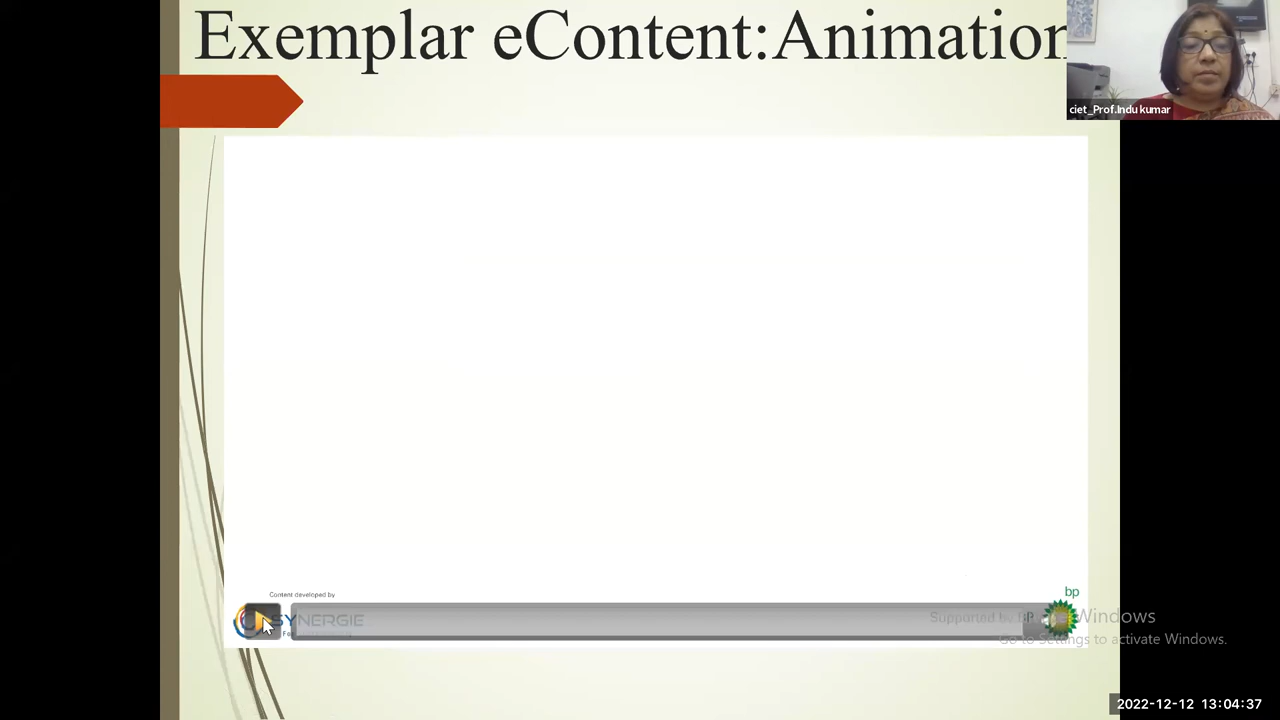 Exemplar eContent:Animation
ciet_Prof.Indu kumar
Content developed by
SYNERGIE
bp
Supported by BP
Windows
Go to Settings to activate Windows.
2022-12-12 13:04:37